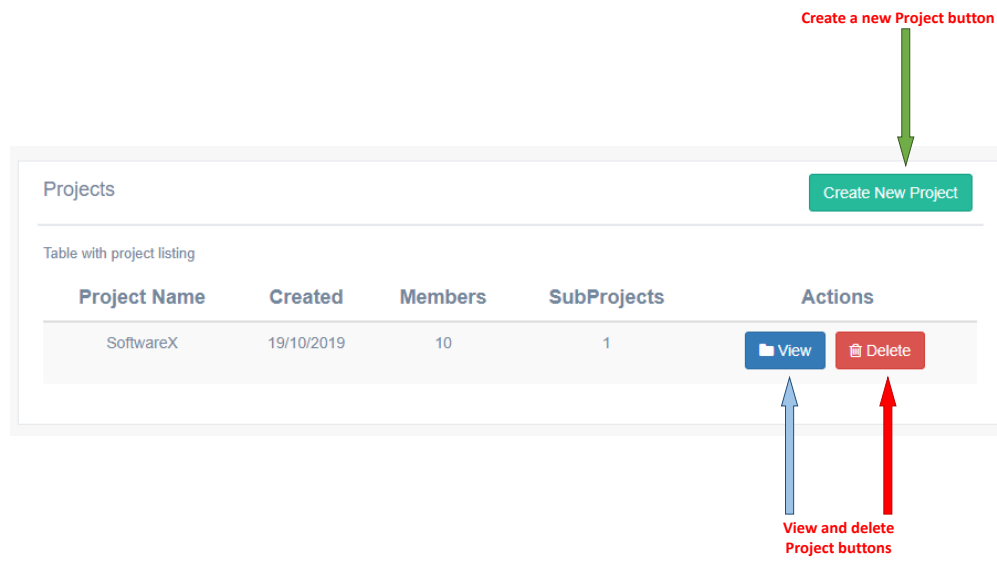 Create a new Project button
Projects
Create New Project
Table with project listing
Project Name Created Members SubProjects Actions
SoftwareX 19/10/2019 10 1 View Delete
View and delete
Project buttons